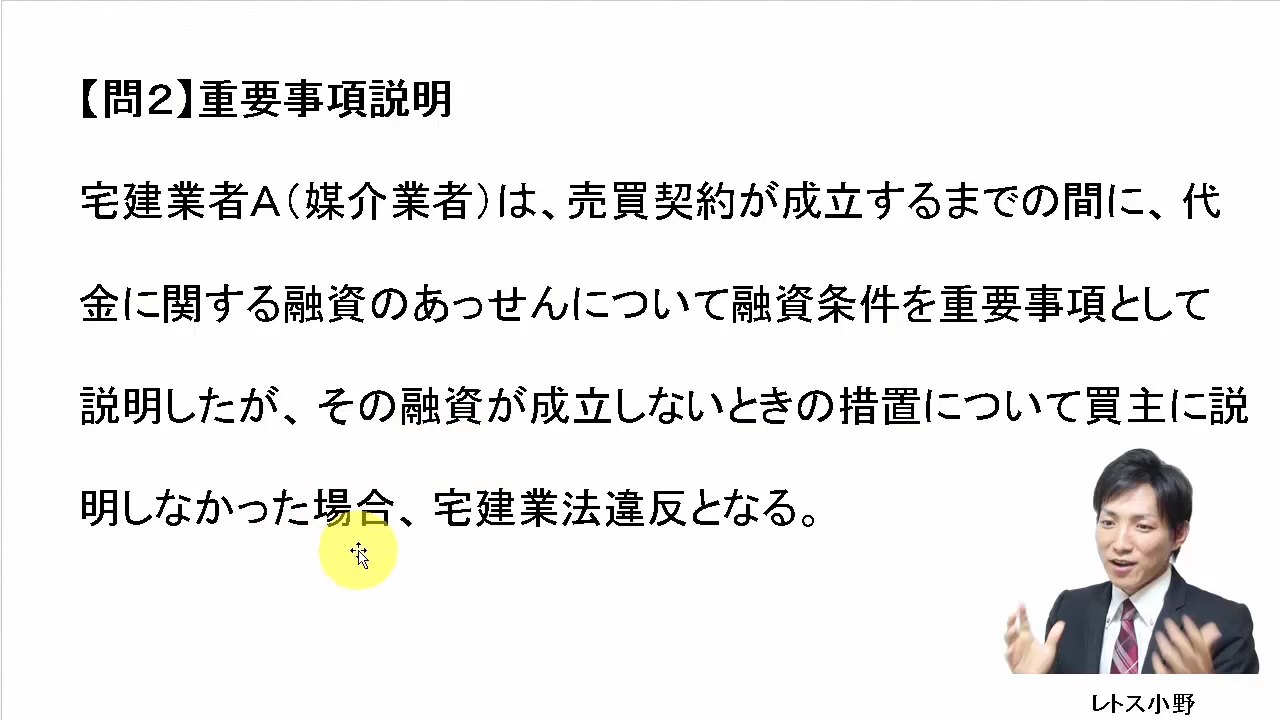 【問2】重要事項説明
宅建業者A(媒介業者)は、売買契約が成立するまでの間に、代
金に関する融資のあっせんについて融資条件を重要事項として
説明したが、その融資が成立しないときの措置について買主に説
明しなかった場合、宅建業法違反となる。
レトス小野